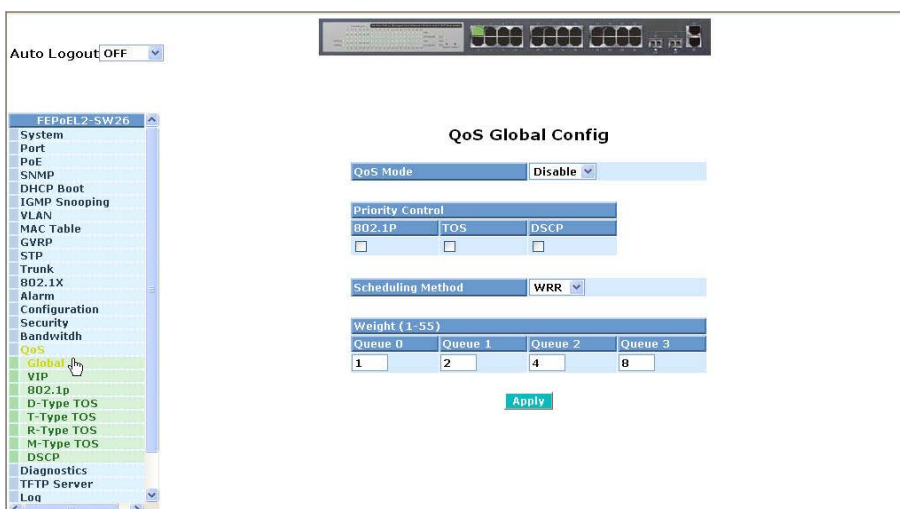 Auto Logout OFF
FEPoEL2-SW26
System
Port
PoE
SNMP
DHCP Boot
IGMP Snooping
VLAN
MAC Table
GVRP
STP
Trunk
802.1X
Alarm
Configuration
Security
Bandwitdh
QoS
Global
VIP
802.1p
D-Type TOS
T-Type TOS
R-Type TOS
M-Type TOS
DSCP
Diagnostics
TFTP Server
Log
QoS Global Config
QoS Mode Disable
Priority Control
802.1P TOS DSCP
Scheduling Method WRR
Weight (1-55)
Queue 0 Queue 1 Queue 2 Queue 3
1 2 4 8
Apply